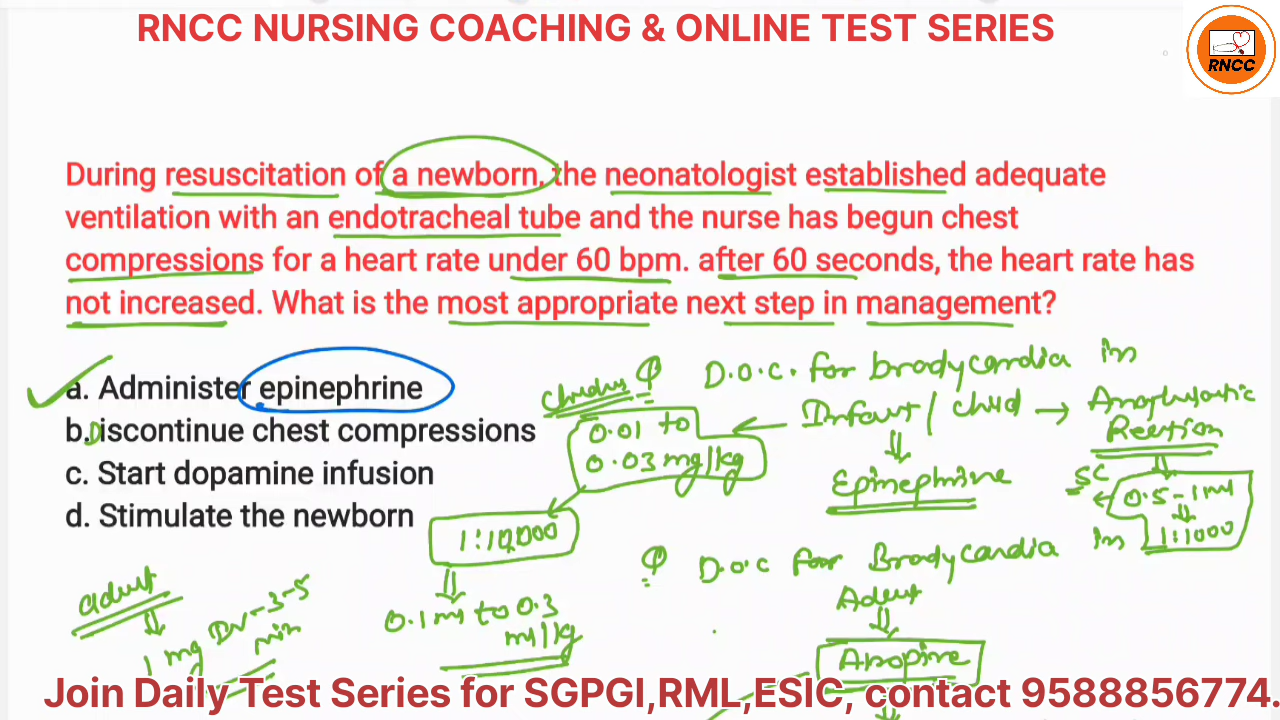 RNCC NURSING COACHING & ONLINE TEST SERIES
RNCC
During resuscitation of a newborn, the neonatologist established adequate
ventilation with an endotracheal tube and the nurse has begun chest
compressions for a heart rate under 60 bpm. after 60 seconds, the heart rate has
not increased. What is the most appropriate next step in management?
a. Administer epinephrine
b. Discontinue chest compressions
c. Start dopamine infusion
d. Stimulate the newborn
Q D.O.C. for bradycardia in
Infant / child → 
0.01 to
0.03 mg/kg
Epinephrine
1:10,000
0.1 ml to 0.3
ml/kg
Reaction
SC
0.5-1 ml
1:1000
Im
Q D.O.C for Bradycardia
Adult
adult
1 mg IV-3-5
min
Join Daily Test Series for SGPGI,RML,ESIC, contact 9588856774.